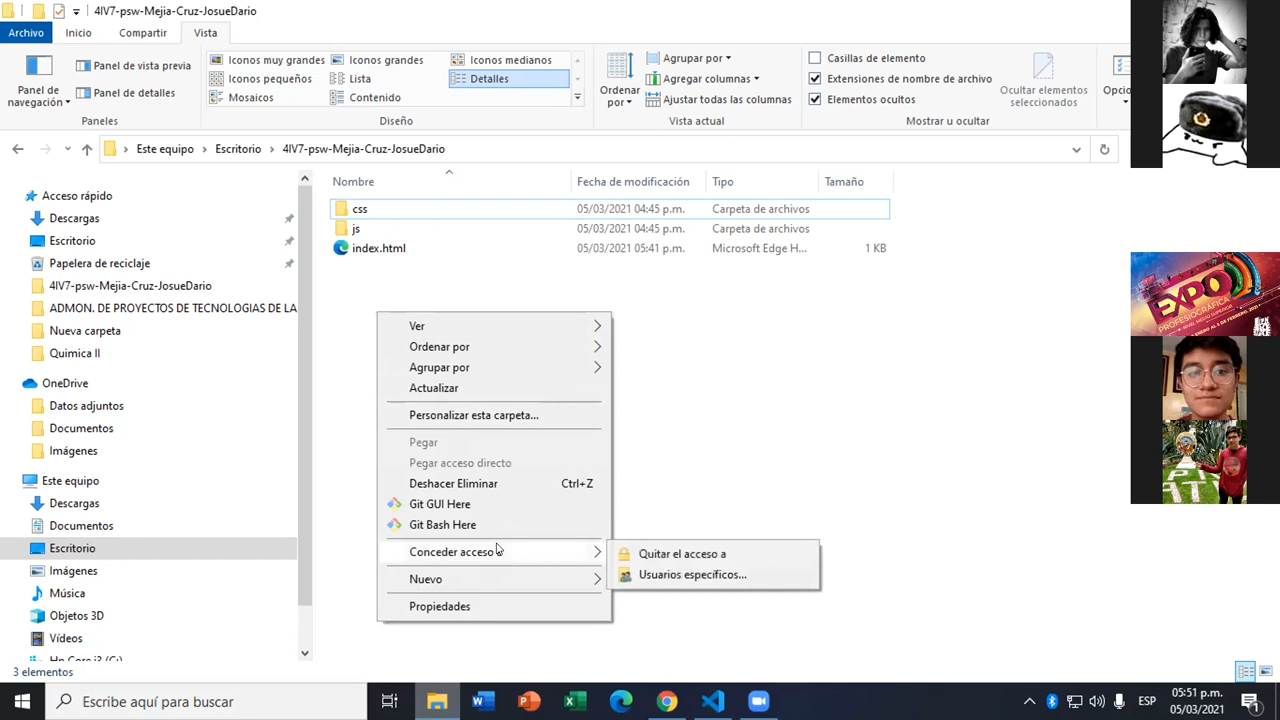 4IV7-psw-Mejia-Cruz-JosueDario
Archivo Inicio Compartir Vista
Panel de navegación
Panel de vista previa
Panel de detalles
Paneles
Iconos muy grandes Iconos grandes Iconos medianos
Iconos pequeños Lista Detalles
Mosaicos Contenido
Diseño
Ordenar por
Agrupar por
Agregar columnas
Ajustar todas las columnas
Vista actual
Casillas de elemento
Extensiones de nombre de archivo
Elementos ocultos
Ocultar elementos seleccionados
Mostrar u ocultar
Opcio
Este equipo Escritorio 4IV7-psw-Mejia-Cruz-JosueDario
Nombre Fecha de modificación Tipo Tamaño
css 05/03/2021 04:45 p.m. Carpeta de archivos
js 05/03/2021 04:45 p.m. Carpeta de archivos
index.html 05/03/2021 05:41 p.m. Microsoft Edge H... 1 KB
Acceso rápido
Descargas
Escritorio
Papelera de reciclaje
4IV7-psw-Mejia-Cruz-JosueDario
ADMON. DE PROYECTOS DE TECNOLOGIAS DE LA
Nueva carpeta
Quimica II
OneDrive
Datos adjuntos
Documentos
Imágenes
Este equipo
Descargas
Documentos
Escritorio
Imágenes
Música
Objetos 3D
Vídeos
Hp Core i3 (C:)
Ver
Ordenar por
Agrupar por
Actualizar
Personalizar esta carpeta...
Pegar
Pegar acceso directo
Deshacer Eliminar Ctrl+Z
Git GUI Here
Git Bash Here
Conceder acceso
Nuevo
Propiedades
Quitar el acceso a
Usuarios específicos...
EXPO
PROFESIOGRÁFICA
3 elementos
Escribe aquí para buscar
ESP
05:51 p.m.
05/03/2021
1